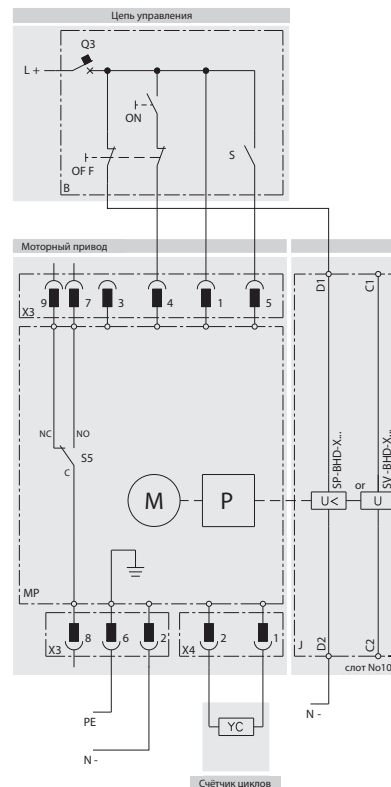 Цепь управления
Q3
L +
ON
OF F
S
B
Моторный привод
9
7
3
4
1
5
X3
D1
C1
NC
NO
S5
C
M
P
SP-BHD-X...
SV -BHD-X...
U<
or
U
MP
8
6
2
X3
2
1
X4
D2
C2
J
слот No10
PE
N -
N -
YC
Счётчик циклов